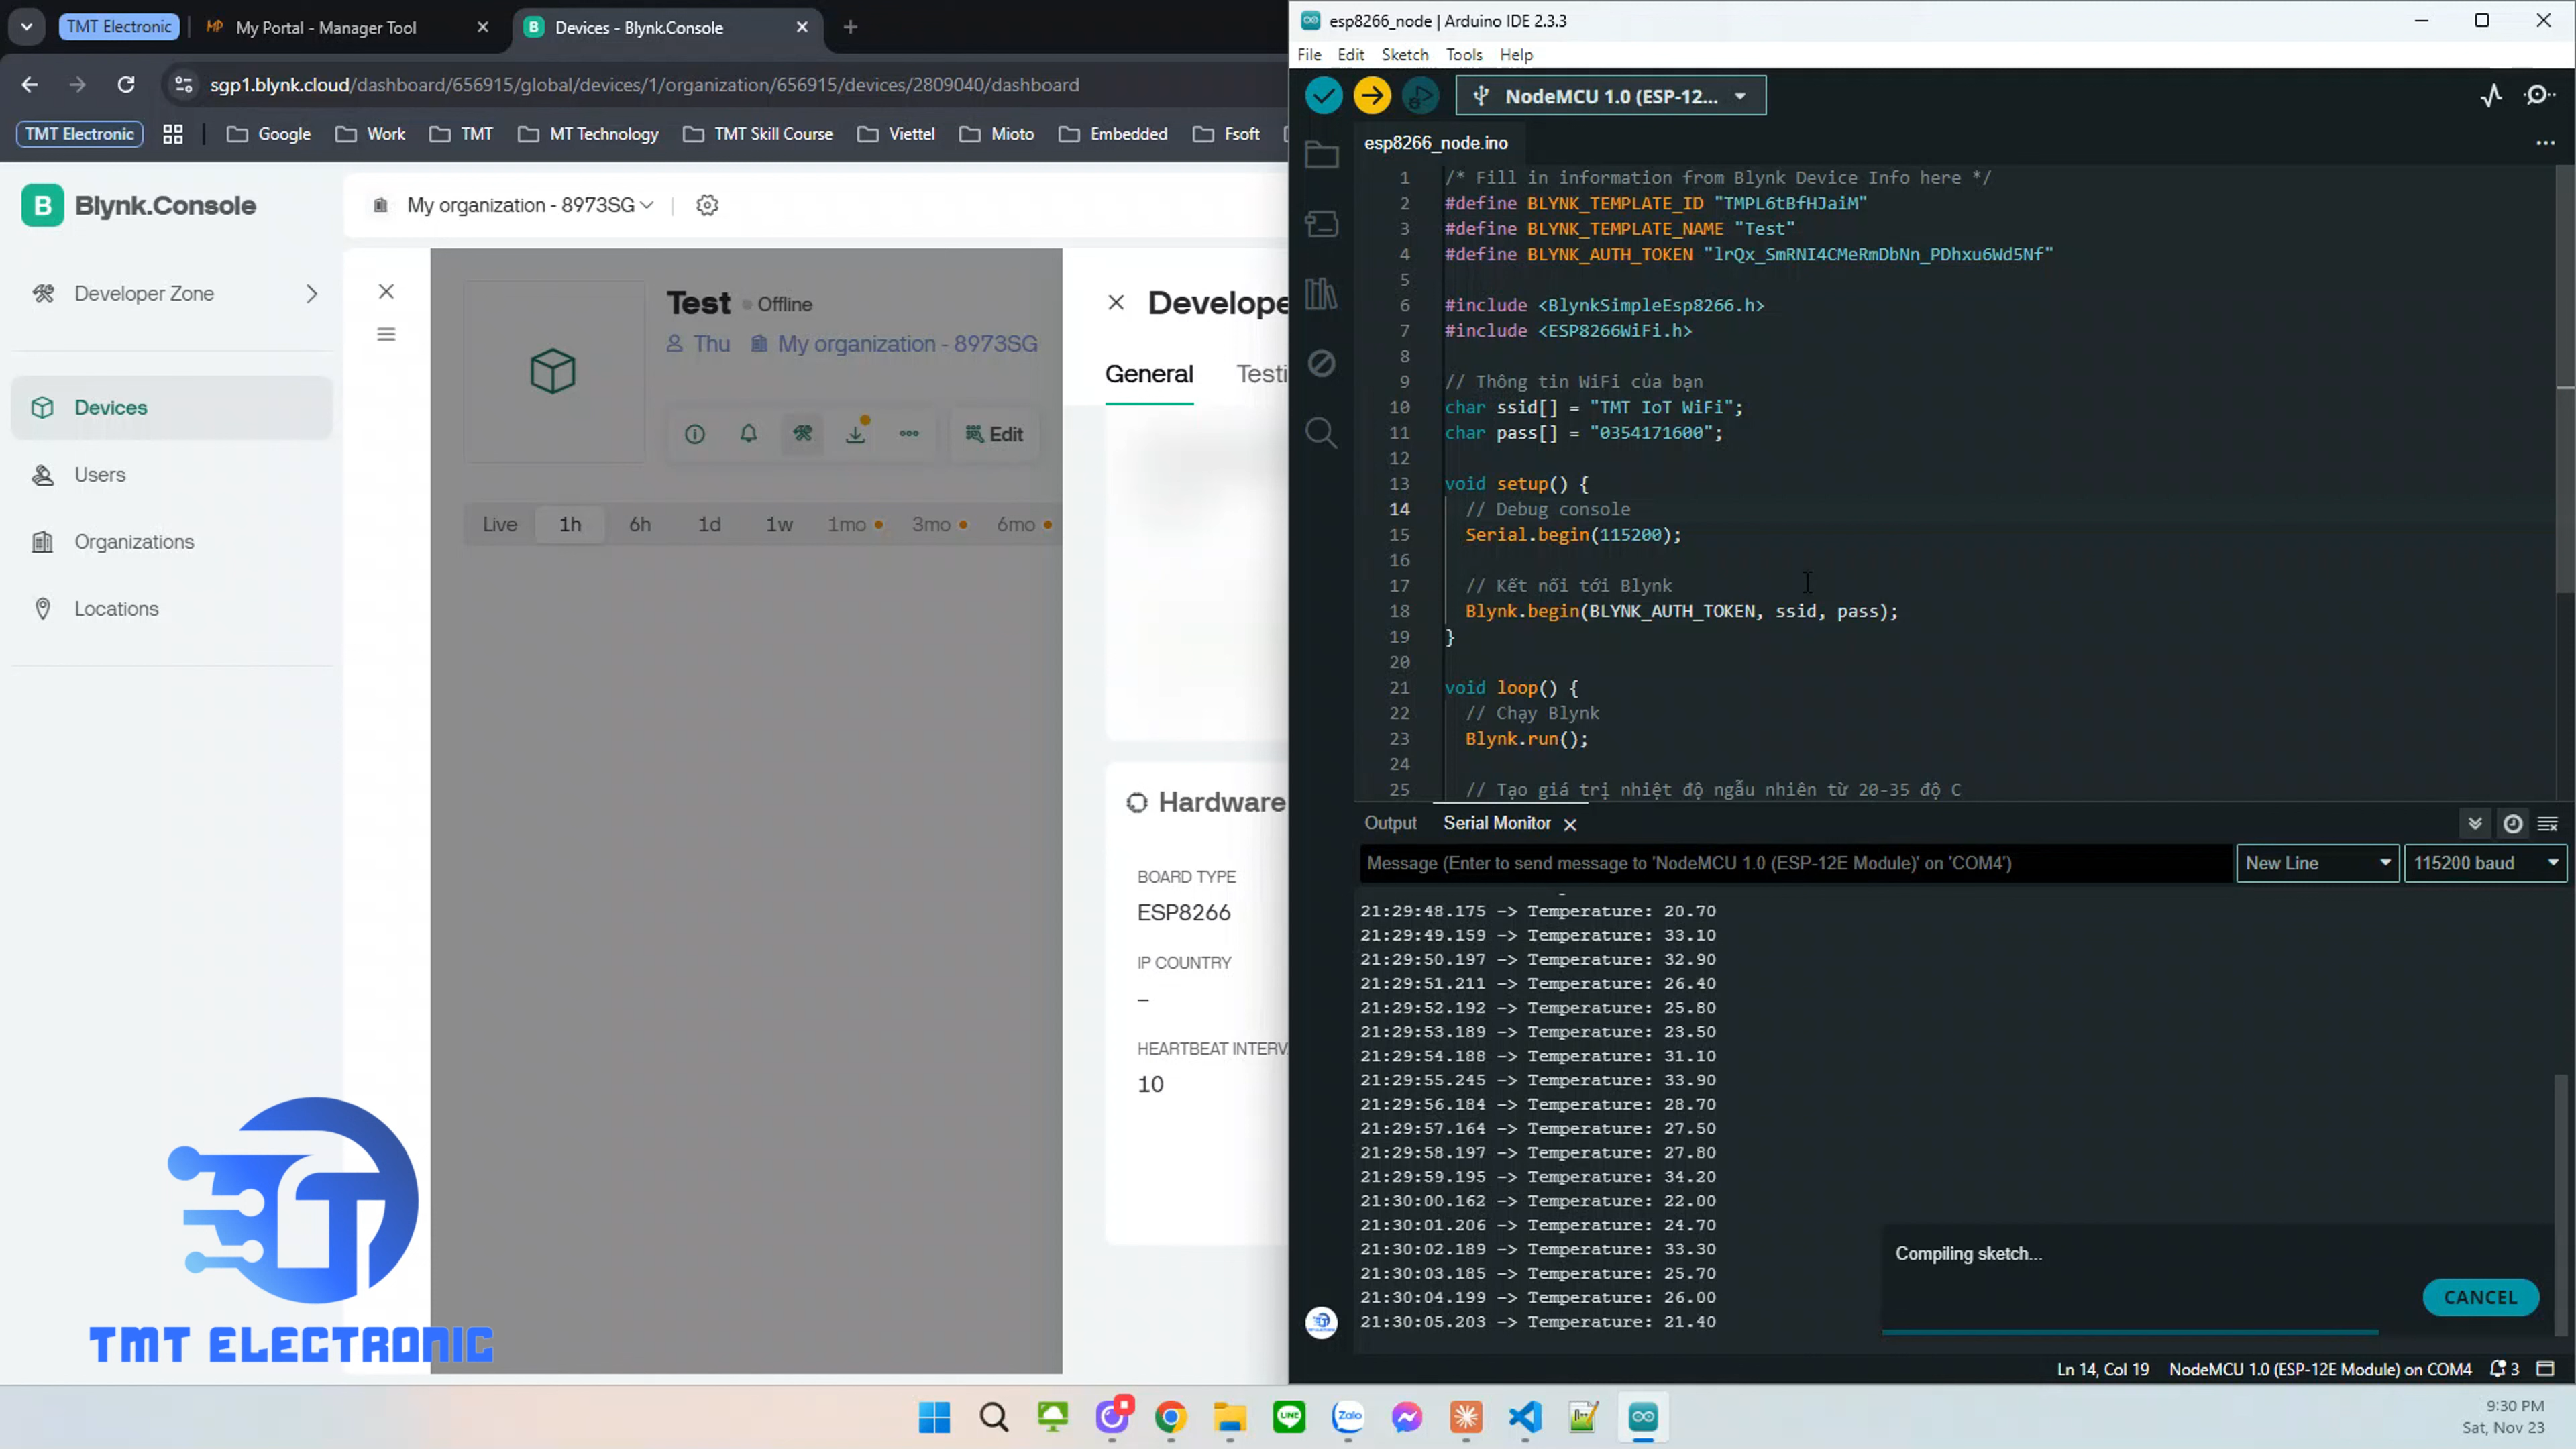 TMT Electronic
My Portal - Manager Tool
Devices - Blynk.Console
sgp1.blynk.cloud/dashboard/656915/global/devices/1/organization/656915/devices/2809040/dashboard
TMT Electronic
Google
Work
TMT
MT Technology
TMT Skill Course
Viettel
Mioto
Embedded
Fsoft
B Blynk.Console
My organization - 8973SG
Developer Zone
Devices
Users
Organizations
Locations
Test
Offline
Thu
My organization - 8973SG
Edit
Live
1h
6h
1d
1w
1mo
3mo
6mo
Develope
General
Testi
Hardware
BOARD TYPE
ESP8266
IP COUNTRY
–
HEARTBEAT INTERV
10
TMT ELECTRONIC
esp8266_node | Arduino IDE 2.3.3
File Edit Sketch Tools Help
NodeMCU 1.0 (ESP-12...
esp8266_node.ino
1 /* Fill in information from Blynk Device Info here */
2 #define BLYNK_TEMPLATE_ID "TMPL6tBfHJaiM"
3 #define BLYNK_TEMPLATE_NAME "Test"
4 #define BLYNK_AUTH_TOKEN "lrQx_SmRNI4CMeRmDbNn_PDhxu6Wd5Nf"
5
6 #include <BlynkSimpleEsp8266.h>
7 #include <ESP8266WiFi.h>
8
9 // Thông tin WiFi của bạn
10 char ssid[] = "TMT IoT WiFi";
11 char pass[] = "0354171600";
12
13 void setup() {
14 // Debug console
15 Serial.begin(115200);
16
17 // Kết nối tới Blynk
18 Blynk.begin(BLYNK_AUTH_TOKEN, ssid, pass);
19 }
20
21 void loop() {
22 // Chạy Blynk
23 Blynk.run();
24
25 // Tạo giá trị nhiệt độ ngẫu nhiên từ 20-35 độ C
Output
Serial Monitor
Message (Enter to send message to 'NodeMCU 1.0 (ESP-12E Module)' on 'COM4')
New Line
115200 baud
21:29:48.175 -> Temperature: 20.70
21:29:49.159 -> Temperature: 33.10
21:29:50.197 -> Temperature: 32.90
21:29:51.211 -> Temperature: 26.40
21:29:52.192 -> Temperature: 25.80
21:29:53.189 -> Temperature: 23.50
21:29:54.188 -> Temperature: 31.10
21:29:55.245 -> Temperature: 33.90
21:29:56.184 -> Temperature: 28.70
21:29:57.164 -> Temperature: 27.50
21:29:58.197 -> Temperature: 27.80
21:29:59.195 -> Temperature: 34.20
21:30:00.162 -> Temperature: 22.00
21:30:01.206 -> Temperature: 24.70
21:30:02.189 -> Temperature: 33.30
21:30:03.185 -> Temperature: 25.70
21:30:04.199 -> Temperature: 26.00
21:30:05.203 -> Temperature: 21.40
Compiling sketch...
CANCEL
Ln 14, Col 19
NodeMCU 1.0 (ESP-12E Module) on COM4
3
LINE
Zalo
9:30 PM
Sat, Nov 23